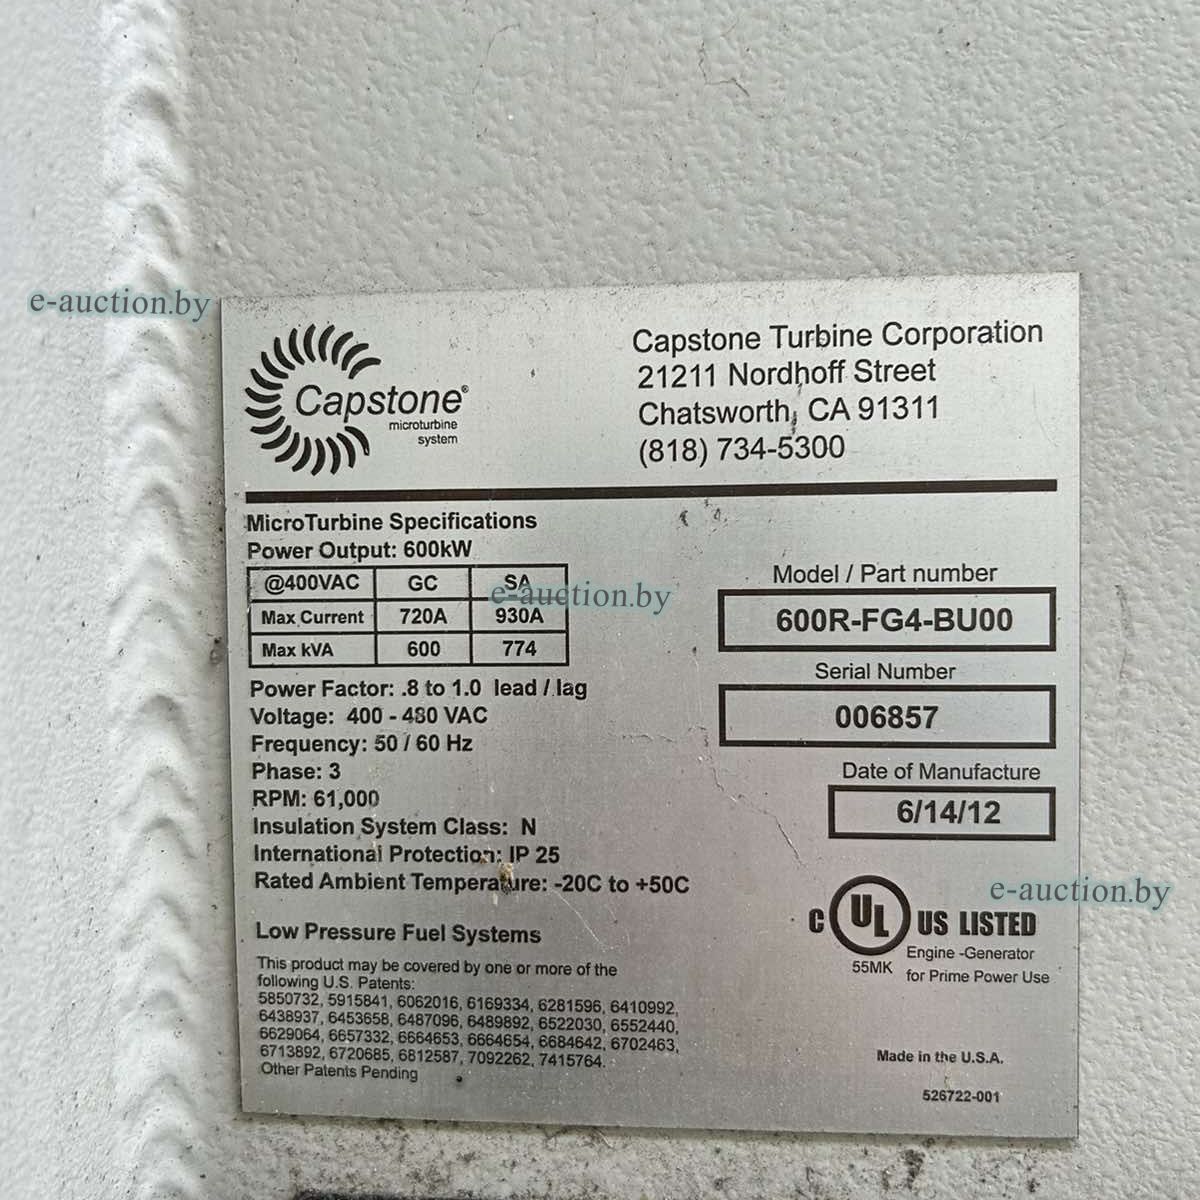 e-auction.by
Capstone®
microturbine
system
Capstone Turbine Corporation
21211 Nordhoff Street
Chatsworth, CA 91311
(818) 734-5300
MicroTurbine Specifications
Power Output: 600kW
@400VAC GC SA
Max Current 720A 930A
Max kVA 600 774
e-auction.by
Model / Part number
600R-FG4-BU00
Serial Number
006857
Date of Manufacture
6/14/12
Power Factor: .8 to 1.0 lead / lag
Voltage: 400 - 480 VAC
Frequency: 50 / 60 Hz
Phase: 3
RPM: 61,000
Insulation System Class: N
International Protection: IP 25
Rated Ambient Temperature: -20C to +50C
e-auction.by
C UL US LISTED
55MK
Engine -Generator
for Prime Power Use
Low Pressure Fuel Systems
This product may be covered by one or more of the
following U.S. Patents:
5850732, 5915841, 6062016, 6169334, 6281596, 6410992,
6438937, 6453658, 6487096, 6489892, 6522030, 6552440,
6629064, 6657332, 6664653, 6664654, 6684642, 6702463,
6713892, 6720685, 6812587, 7092262, 7415764.
Other Patents Pending
Made in the U.S.A.
526722-001